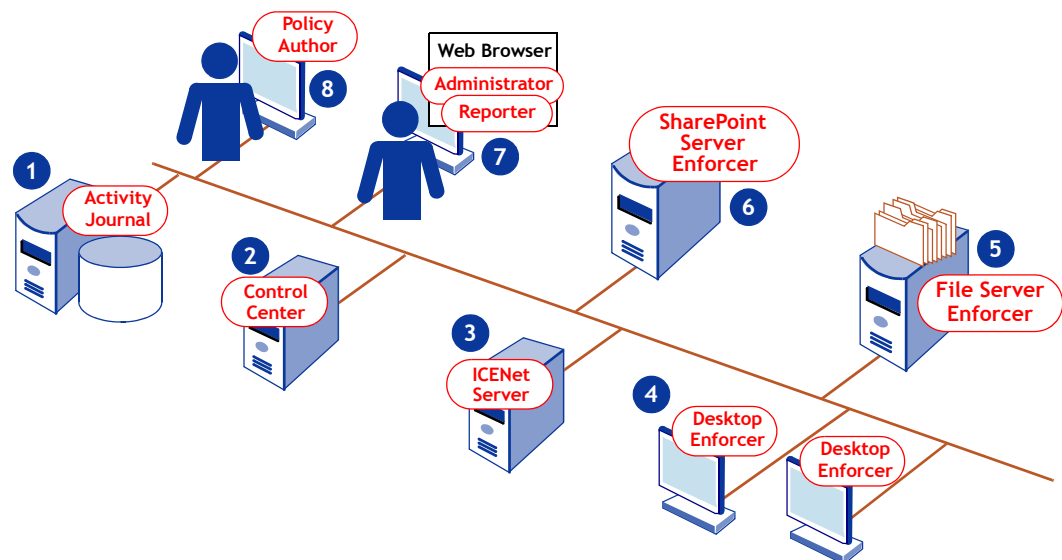 Policy
Author
8
Web Browser
Administrator
Reporter
7
1
Activity
Journal
SharePoint
Server
Enforcer
6
2
Control
Center
5
File Server
Enforcer
3
ICENet
Server
4
Desktop
Enforcer
Desktop
Enforcer